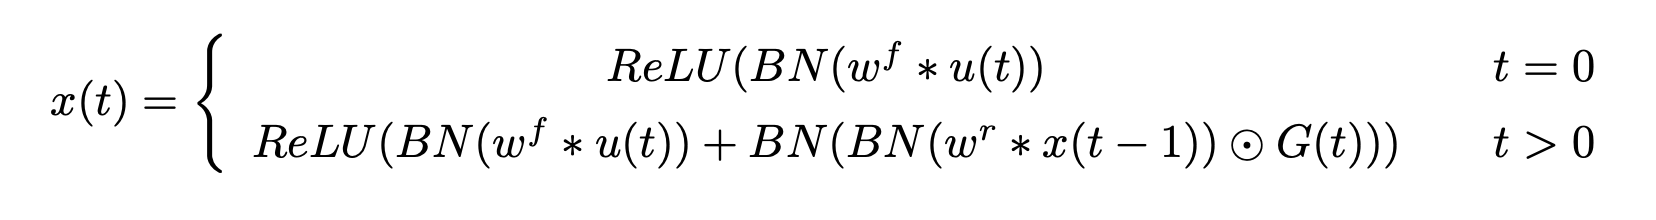 x(t) = { ReLU(BN(w^f * u(t)) t = 0
ReLU(BN(w^f * u(t)) + BN(BN(w^r * x(t − 1)) ⊙ G(t))) t > 0